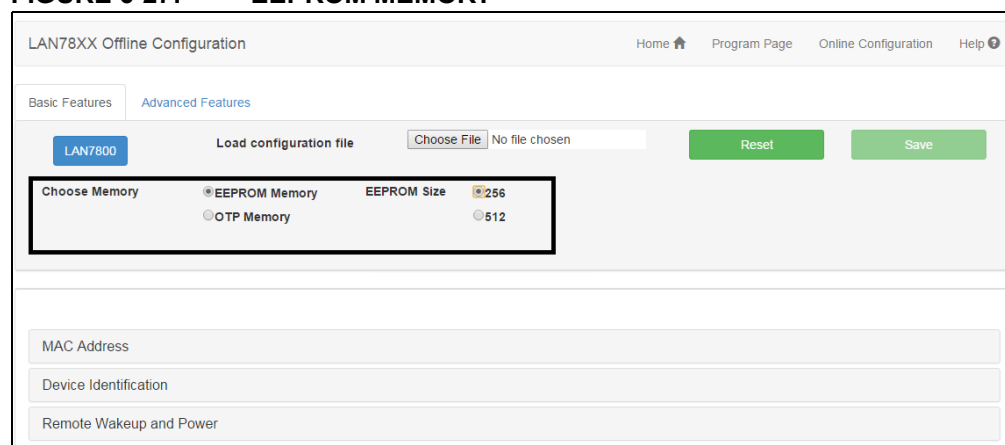 LAN78XX Offline Configuration Home Program Page Online Configuration Help
Basic Features Advanced Features
LAN7800 Load configuration file Choose File No file chosen Reset Save
Choose Memory EEPROM Memory EEPROM Size 256
OTP Memory 512
MAC Address
Device Identification
Remote Wakeup and Power